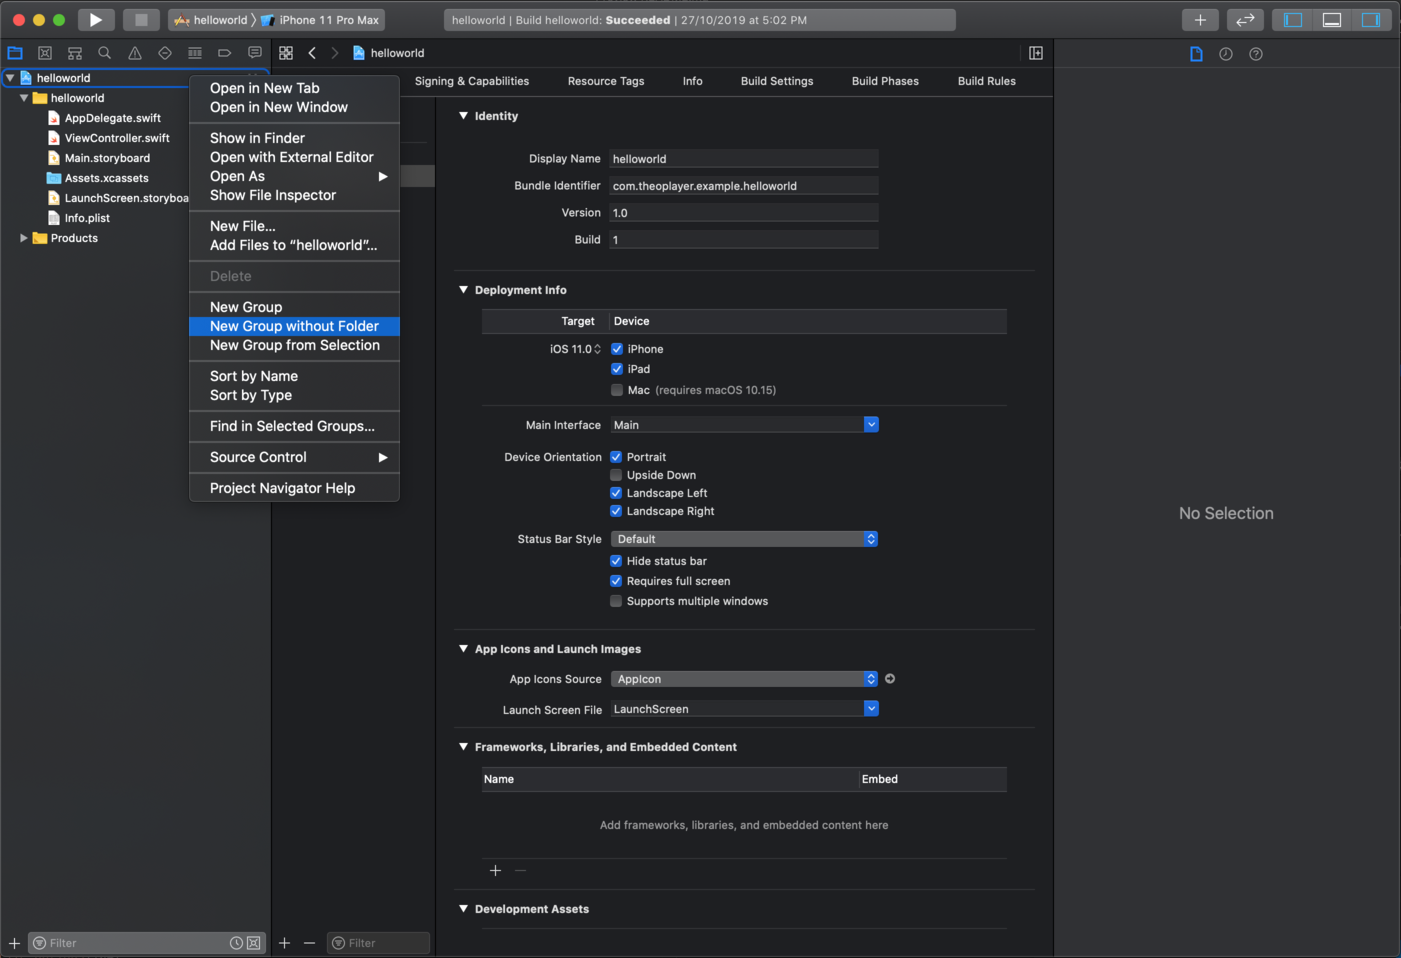 helloworld 〉 iPhone 11 Pro Max
helloworld | Build helloworld: Succeeded | 27/10/2019 at 5:02 PM
helloworld
helloworld
helloworld
AppDelegate.swift
ViewController.swift
Main.storyboard
Assets.xcassets
LaunchScreen.storyboa
Info.plist
Products
Open in New Tab
Open in New Window
Show in Finder
Open with External Editor
Open As
Show File Inspector
New File...
Add Files to “helloworld”...
Delete
New Group
New Group without Folder
New Group from Selection
Sort by Name
Sort by Type
Find in Selected Groups...
Source Control
Project Navigator Help
Signing & Capabilities Resource Tags Info Build Settings Build Phases Build Rules
Identity
Display Name helloworld
Bundle Identifier com.theoplayer.example.helloworld
Version 1.0
Build 1
Deployment Info
Target Device
iOS 11.0 iPhone
iPad
Mac (requires macOS 10.15)
Main Interface Main
Device Orientation Portrait
Upside Down
Landscape Left
Landscape Right
Status Bar Style Default
Hide status bar
Requires full screen
Supports multiple windows
App Icons and Launch Images
App Icons Source AppIcon
Launch Screen File LaunchScreen
Frameworks, Libraries, and Embedded Content
Name Embed
Add frameworks, libraries, and embedded content here
Development Assets
No Selection
Filter
Filter